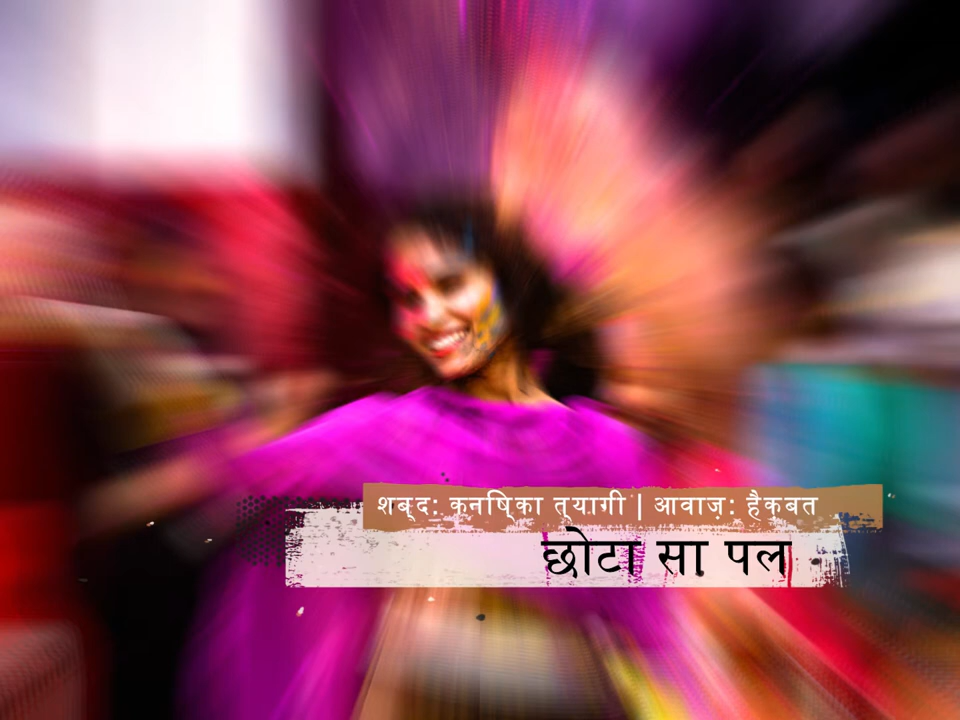 शब्द: कनिष्का त्यागी | आवाज़: हैकबत
छोटा सा पल